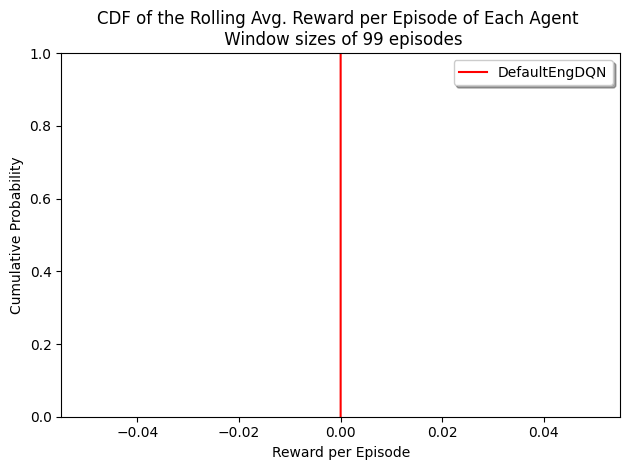 CDF of the Rolling Avg. Reward per Episode of Each Agent
Window sizes of 99 episodes
DefaultEngDQN
Cumulative Probability
1.0
0.8
0.6
0.4
0.2
0.0
−0.04
−0.02
0.00
0.02
0.04
Reward per Episode